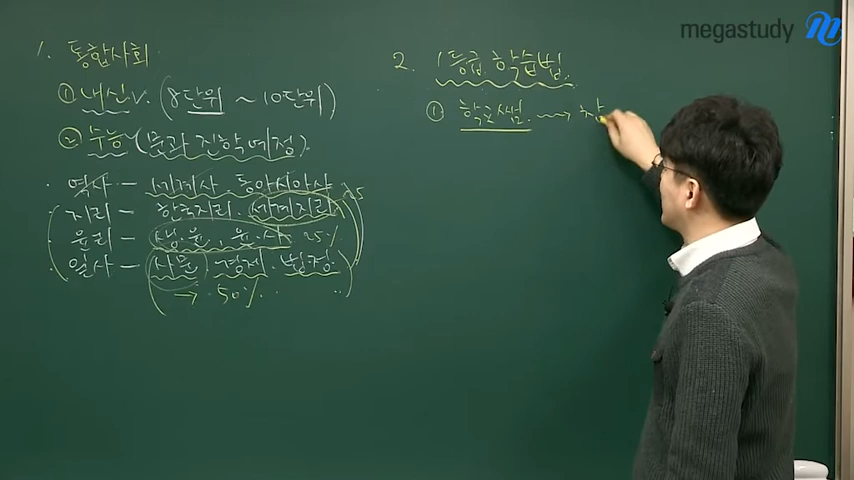 megastudy
1. 통합사회
① 내신 v. (8단위 ~ 10단위)
② 수능 (문과 진학 예정).
역사 - 세계사. 동아시아사
지리 - 한국지리. 세계지리
윤리 - 생.윤, 윤.사 25%
일사 - 사문 경제. 법정
→ 50%
2. 1등급 학습법.
① 학교쌤